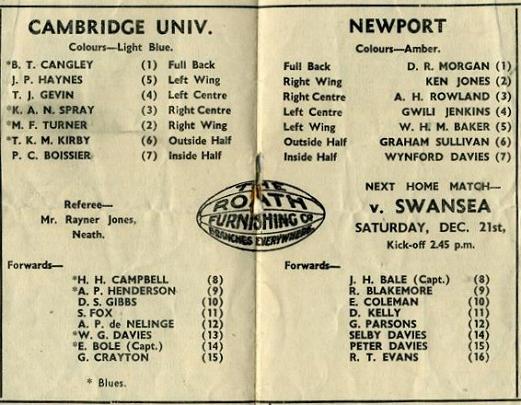 CAMBRIDGE UNIV.
Colours—Light Blue.
*B. T. CANGLEY (1) Full Back
J. P. HAYNES (5) Left Wing
T. J. GEVIN (4) Left Centre
*K. A. N. SPRAY (3) Right Centre
*M. F. TURNER (2) Right Wing
*T. K. M. KIRBY (6) Outside Half
P. C. BOISSIER (7) Inside Half
Referee—
Mr. Rayner Jones,
Neath.
Forwards—
*H. H. CAMPBELL (8)
*A. P. HENDERSON (9)
D. S. GIBBS (10)
S. FOX (11)
A. P. de NELINGE (12)
*W. G. DAVIES (13)
*E. BOLE (Capt.) (14)
G. CRAYTON (15)
* Blues.
THE
ROATH
FURNISHING CO
BRANCHES EVERYWHERE
NEWPORT
Colours—Amber.
Full Back D. R. MORGAN (1)
Right Wing KEN JONES (2)
Right Centre A. H. ROWLAND (3)
Left Centre GWILI JENKINS (4)
Left Wing W. H. M. BAKER (5)
Outside Half GRAHAM SULLIVAN (6)
Inside Half WYNFORD DAVIES (7)
NEXT HOME MATCH—
v. SWANSEA
SATURDAY, DEC. 21st,
Kick-off 2.45 p.m.
Forwards—
J. H. BALE (Capt.) (8)
R. BLAKEMORE (9)
E. COLEMAN (10)
D. KELLY (11)
G. PARSONS (12)
SELBY DAVIES (14)
PETER DAVIES (15)
R. T. EVANS (16)